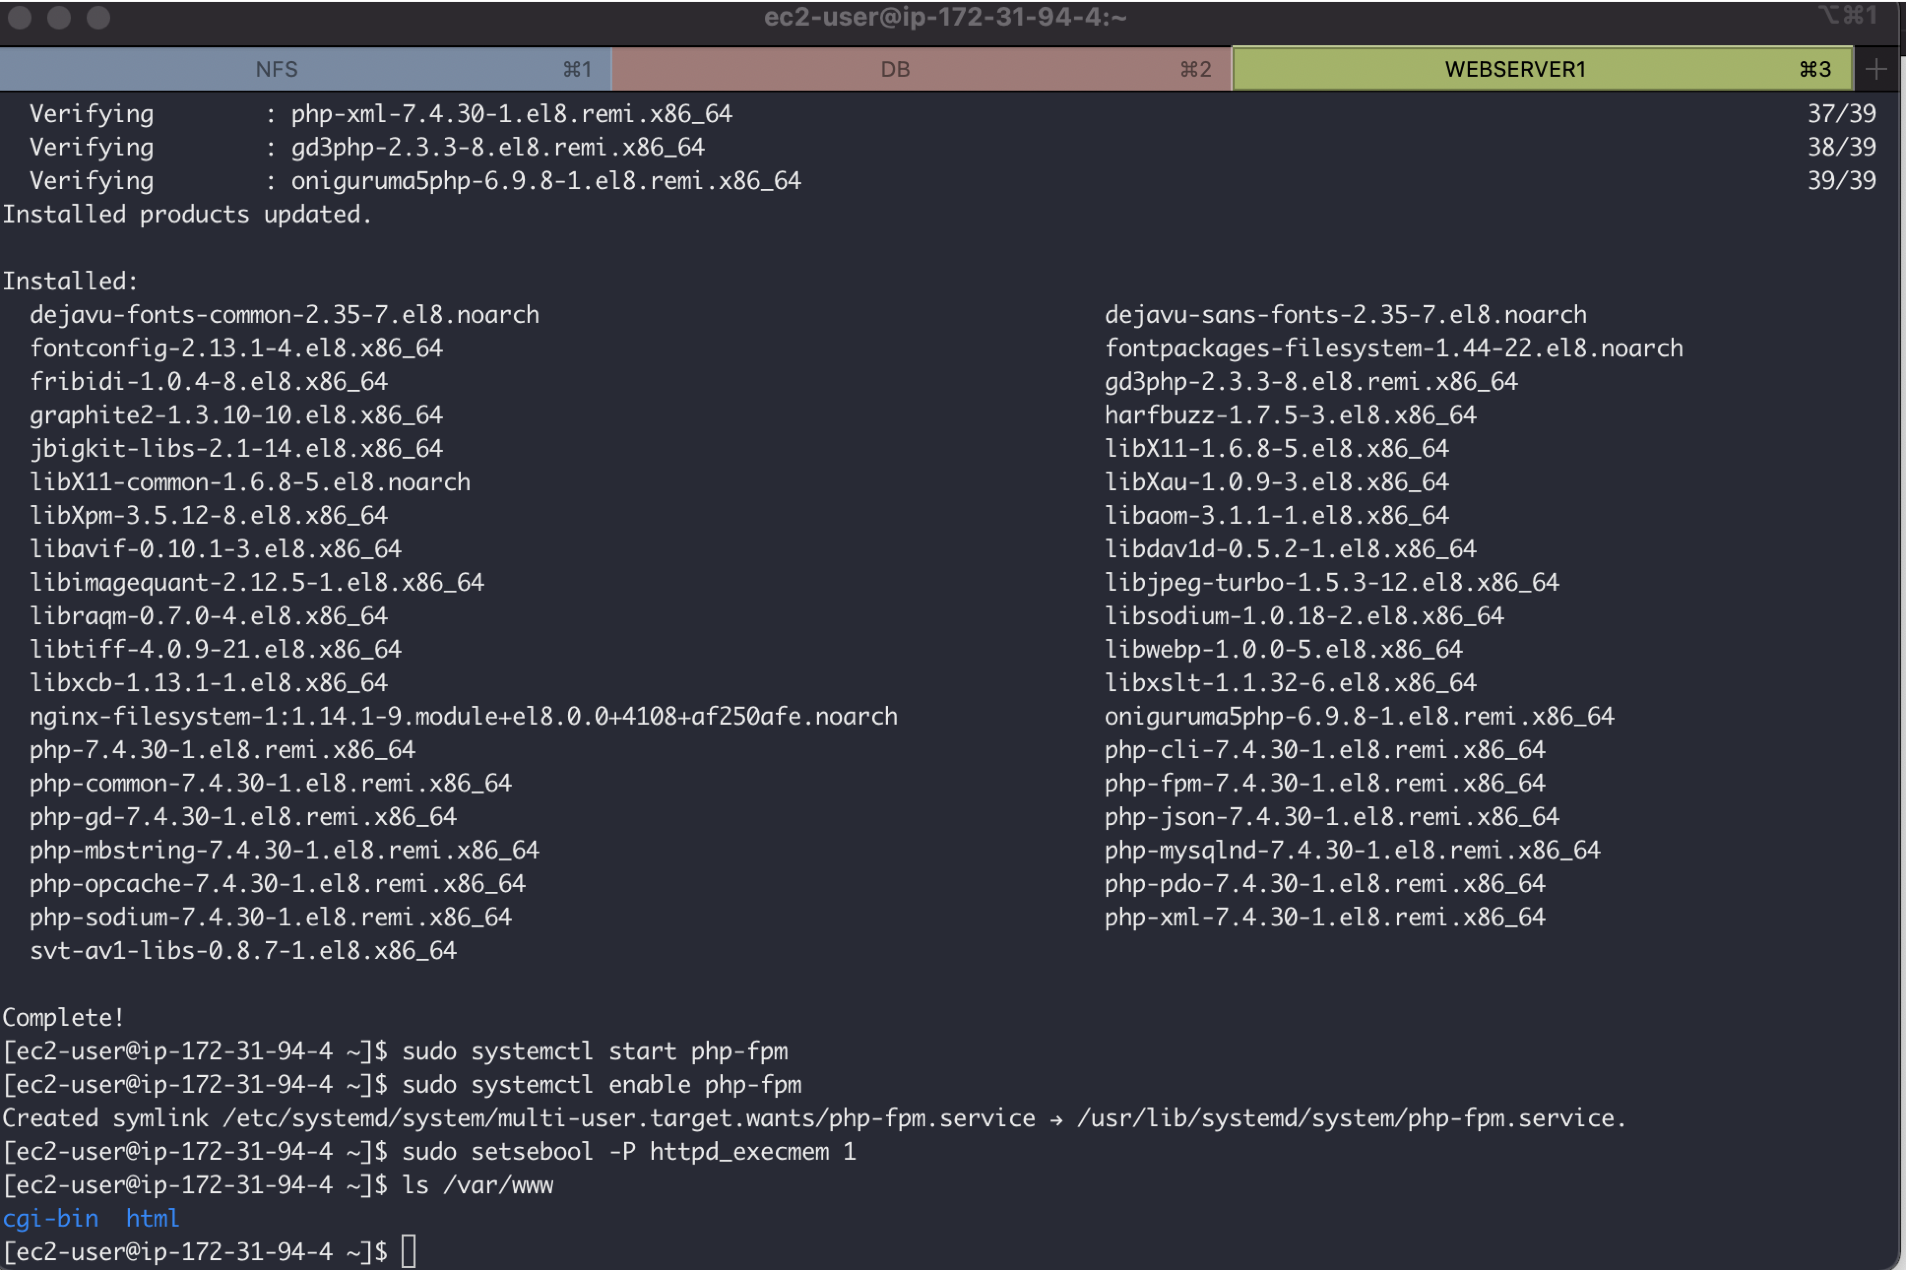 ec2-user@ip-172-31-94-4:~ ⌥⌘1
NFS ⌘1 DB ⌘2 WEBSERVER1 ⌘3 +
Verifying : php-xml-7.4.30-1.el8.remi.x86_64 37/39
Verifying : gd3php-2.3.3-8.el8.remi.x86_64 38/39
Verifying : oniguruma5php-6.9.8-1.el8.remi.x86_64 39/39
Installed products updated.
Installed:
dejavu-fonts-common-2.35-7.el8.noarch dejavu-sans-fonts-2.35-7.el8.noarch
fontconfig-2.13.1-4.el8.x86_64 fontpackages-filesystem-1.44-22.el8.noarch
fribidi-1.0.4-8.el8.x86_64 gd3php-2.3.3-8.el8.remi.x86_64
graphite2-1.3.10-10.el8.x86_64 harfbuzz-1.7.5-3.el8.x86_64
jbigkit-libs-2.1-14.el8.x86_64 libX11-1.6.8-5.el8.x86_64
libX11-common-1.6.8-5.el8.noarch libXau-1.0.9-3.el8.x86_64
libXpm-3.5.12-8.el8.x86_64 libaom-3.1.1-1.el8.x86_64
libavif-0.10.1-3.el8.x86_64 libdav1d-0.5.2-1.el8.x86_64
libimagequant-2.12.5-1.el8.x86_64 libjpeg-turbo-1.5.3-12.el8.x86_64
libraqm-0.7.0-4.el8.x86_64 libsodium-1.0.18-2.el8.x86_64
libtiff-4.0.9-21.el8.x86_64 libwebp-1.0.0-5.el8.x86_64
libxcb-1.13.1-1.el8.x86_64 libxslt-1.1.32-6.el8.x86_64
nginx-filesystem-1:1.14.1-9.module+el8.0.0+4108+af250afe.noarch oniguruma5php-6.9.8-1.el8.remi.x86_64
php-7.4.30-1.el8.remi.x86_64 php-cli-7.4.30-1.el8.remi.x86_64
php-common-7.4.30-1.el8.remi.x86_64 php-fpm-7.4.30-1.el8.remi.x86_64
php-gd-7.4.30-1.el8.remi.x86_64 php-json-7.4.30-1.el8.remi.x86_64
php-mbstring-7.4.30-1.el8.remi.x86_64 php-mysqlnd-7.4.30-1.el8.remi.x86_64
php-opcache-7.4.30-1.el8.remi.x86_64 php-pdo-7.4.30-1.el8.remi.x86_64
php-sodium-7.4.30-1.el8.remi.x86_64 php-xml-7.4.30-1.el8.remi.x86_64
svt-av1-libs-0.8.7-1.el8.x86_64
Complete!
[ec2-user@ip-172-31-94-4 ~]$ sudo systemctl start php-fpm
[ec2-user@ip-172-31-94-4 ~]$ sudo systemctl enable php-fpm
Created symlink /etc/systemd/system/multi-user.target.wants/php-fpm.service → /usr/lib/systemd/system/php-fpm.service.
[ec2-user@ip-172-31-94-4 ~]$ sudo setsebool -P httpd_execmem 1
[ec2-user@ip-172-31-94-4 ~]$ ls /var/www
cgi-bin html
[ec2-user@ip-172-31-94-4 ~]$